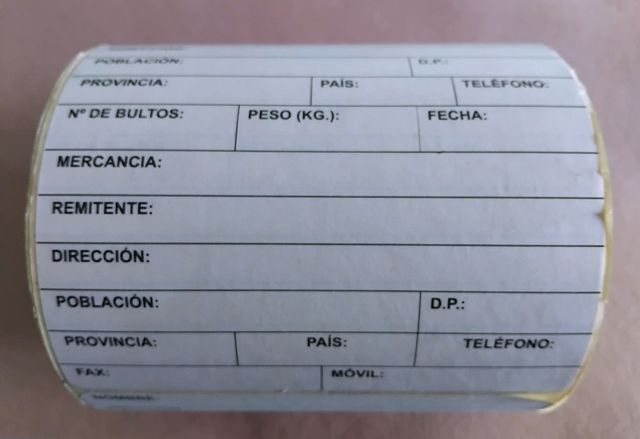 POBLACIÓN: D.P.:
PROVINCIA: PAÍS: TELÉFONO:
Nº DE BULTOS: PESO (KG.): FECHA:
MERCANCIA:
REMITENTE:
DIRECCIÓN:
POBLACIÓN: D.P.:
PROVINCIA: PAÍS: TELÉFONO:
FAX: MÓVIL:
NOMBRE: